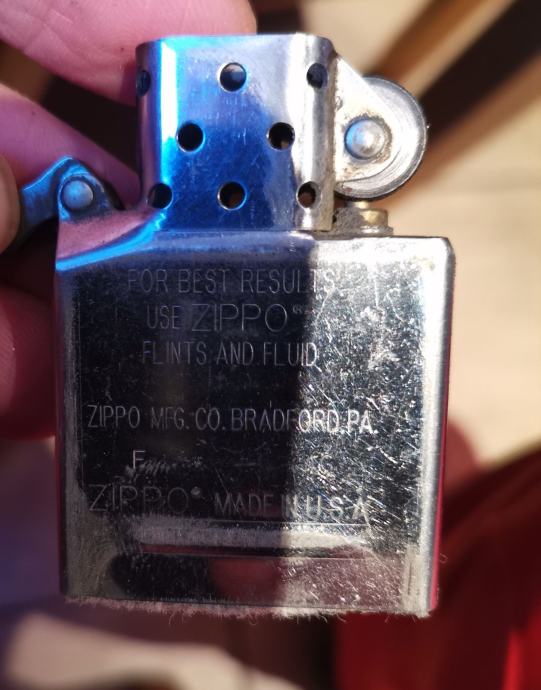 FOR BEST RESULTS
USE ZIPPO®
FLINTS AND FLUID
ZIPPO MFG. CO. BRADFORD, PA.
F
ZIPPO® MADE IN U.S.A.